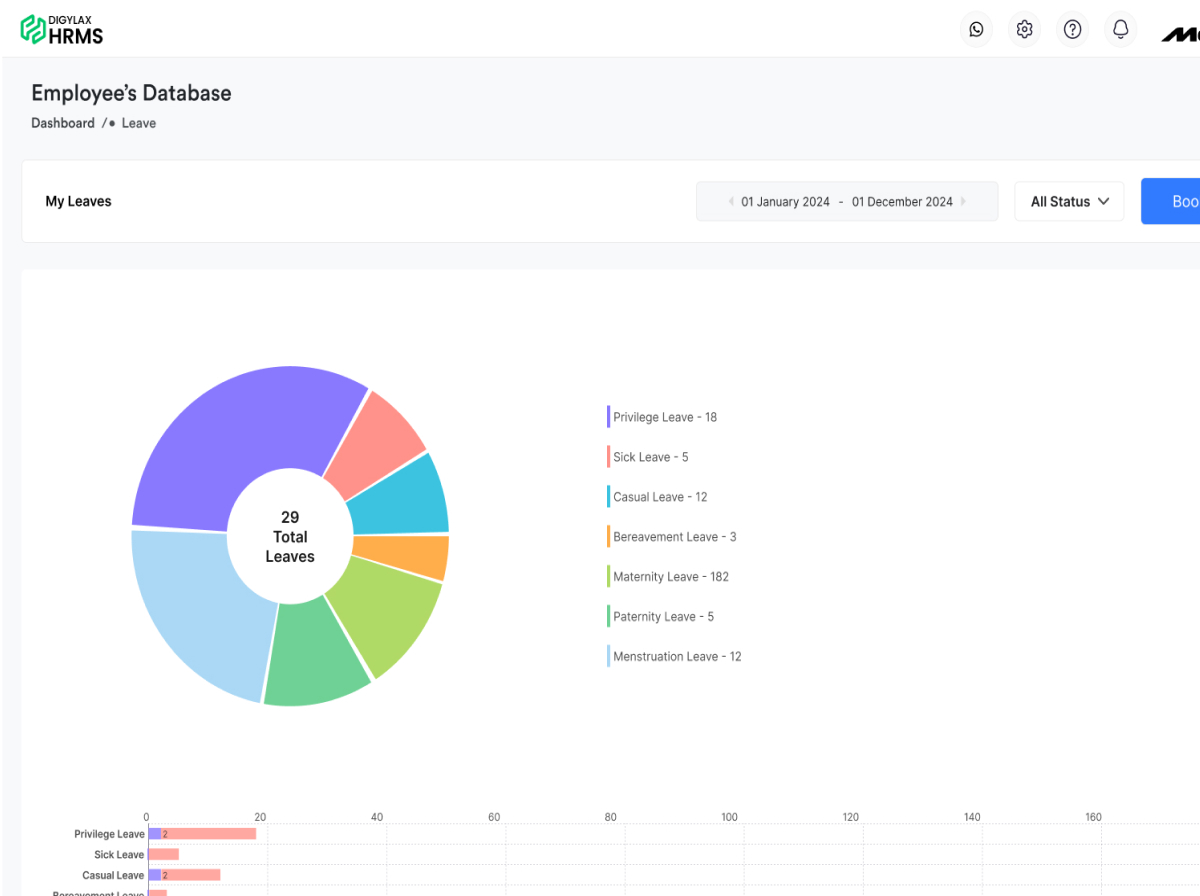 DIGYLAX
HRMS
Employee's Database
Dashboard / • Leave
My Leaves
01 January 2024 - 01 December 2024
All Status
Boo
29
Total
Leaves
Privilege Leave - 18
Sick Leave - 5
Casual Leave - 12
Bereavement Leave - 3
Maternity Leave - 182
Paternity Leave - 5
Menstruation Leave - 12
0 20 40 60 80 100 120 140 160
Privilege Leave 2
Sick Leave
Casual Leave 2
Bereavement Leave